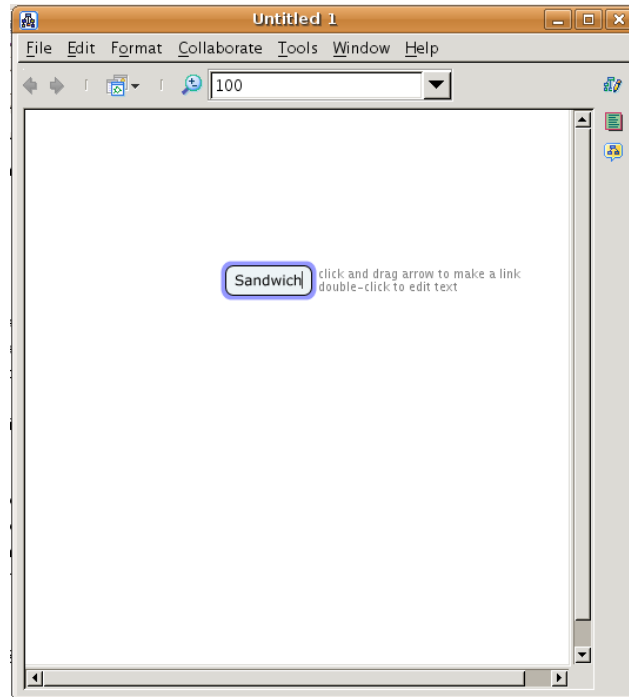 Untitled 1
File Edit Format Collaborate Tools Window Help
100
Sandwich
click and drag arrow to make a link
double-click to edit text